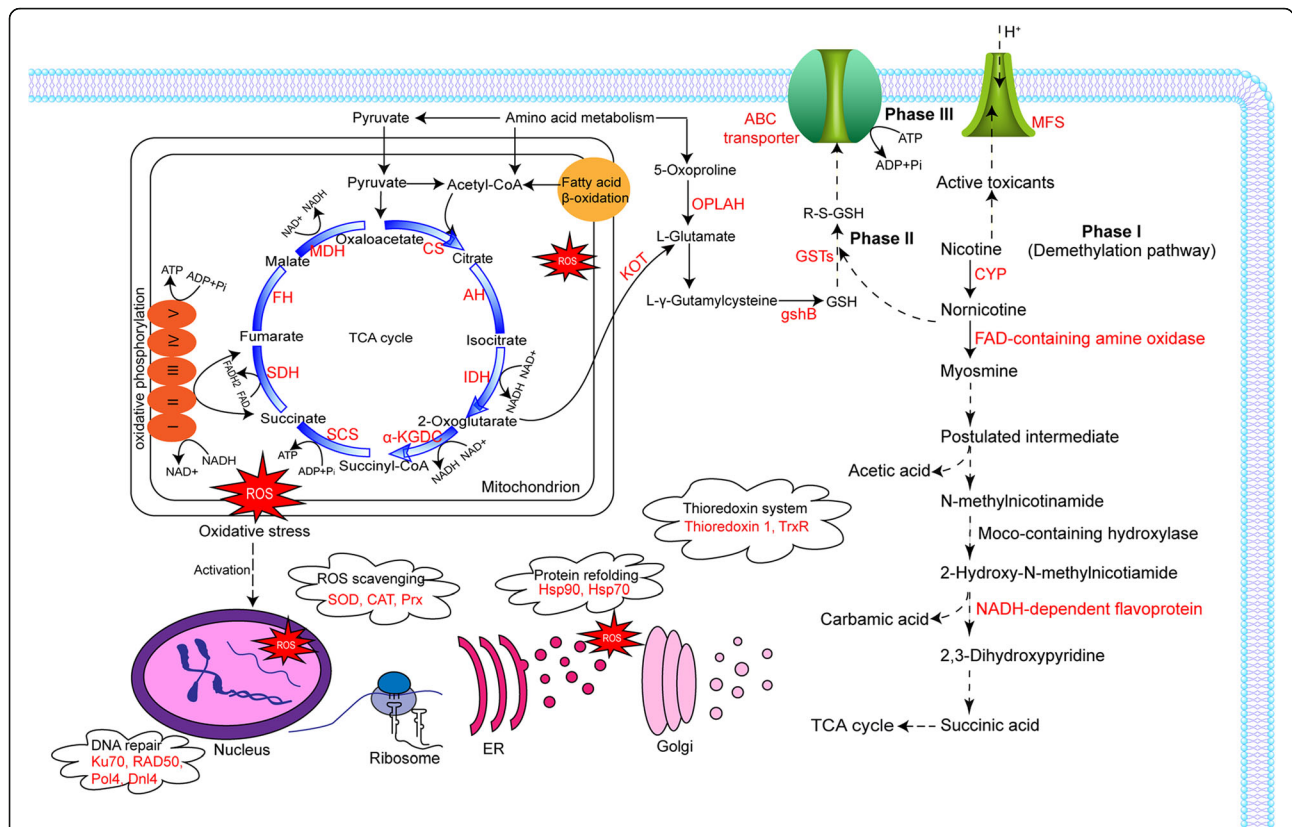 H⁺
ABC
transporter
Phase III
ATP
ADP+Pi
MFS
Pyruvate
Amino acid metabolism
5-Oxoproline
OPLAH
L-Glutamate
KOT
L-γ-Gutamylcysteine
gshB
GSH
GSTs
Phase II
R-S-GSH
Active toxicants
Nicotine
Phase I
(Demethylation pathway)
CYP
Nornicotine
FAD-containing amine oxidase
Myosmine
Postulated intermediate
Acetic acid
N-methylnicotinamide
Moco-containing hydroxylase
2-Hydroxy-N-methylnicotiamide
NADH-dependent flavoprotein
Carbamic acid
2,3-Dihydroxypyridine
TCA cycle
Succinic acid
Pyruvate
Acetyl-CoA
Fatty acid
β-oxidation
ROS
NAD+
NADH
MDH
Oxaloacetate
CS
Malate
Citrate
FH
AH
ATP
ADP+Pi
oxidative phosphorylation
V
IV
III
II
I
Fumarate
TCA cycle
Isocitrate
FADH2
FAD
SDH
IDH
NAD+
NADH
Succinate
2-Oxoglutarate
SCS
α-KGDC
ATP
ADP+Pi
Succinyl-CoA
NADH
NAD+
NAD+
NADH
Mitochondrion
ROS
Oxidative stress
Activation
Thioredoxin system
Thioredoxin 1, TrxR
ROS scavenging
SOD, CAT, Prx
Protein refolding
Hsp90, Hsp70
ROS
ROS
Nucleus
Ribosome
ER
Golgi
DNA repair
Ku70, RAD50,
Pol4, Dnl4